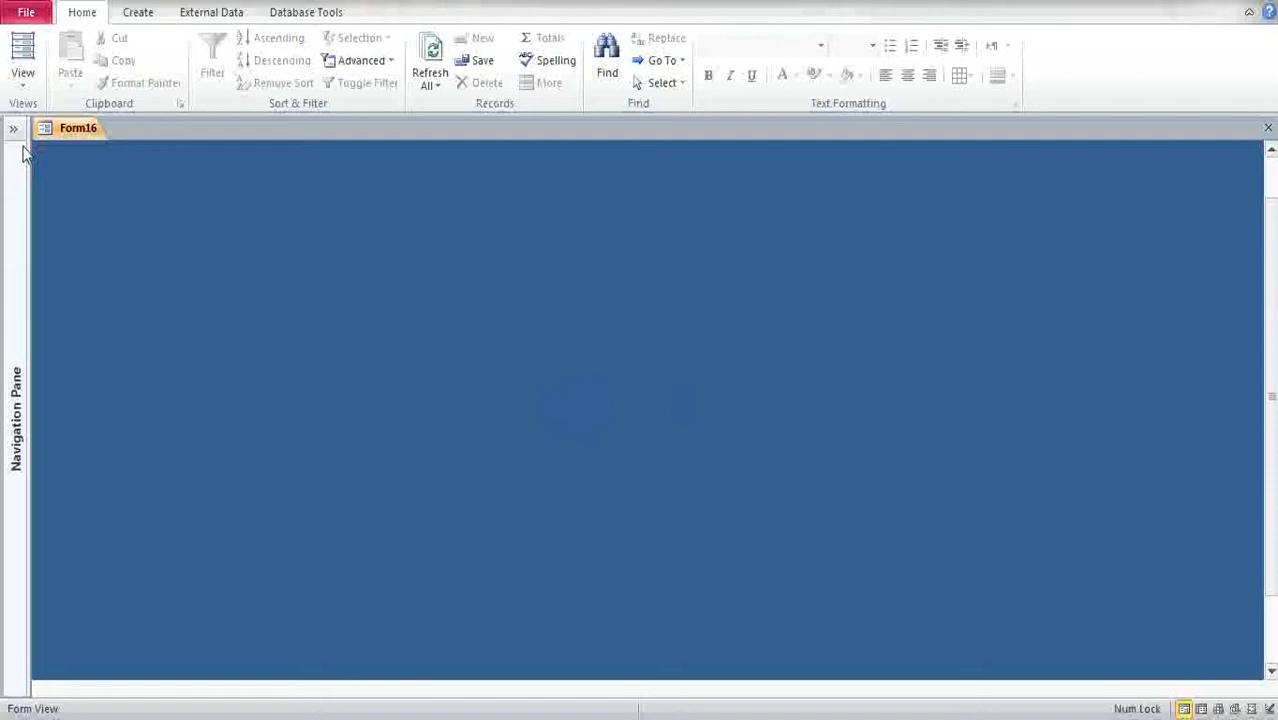 File Home Create External Data Database Tools
Cut Ascending Selection New Totals Replace
View Paste Copy Filter Descending Advanced Refresh All Save Spelling Find Go To
Format Painter Remove Sort Toggle Filter Delete More Select B I U A
Views Clipboard Sort & Filter Records Find Text Formatting
» Form16
Navigation Pane
Form View Num Lock